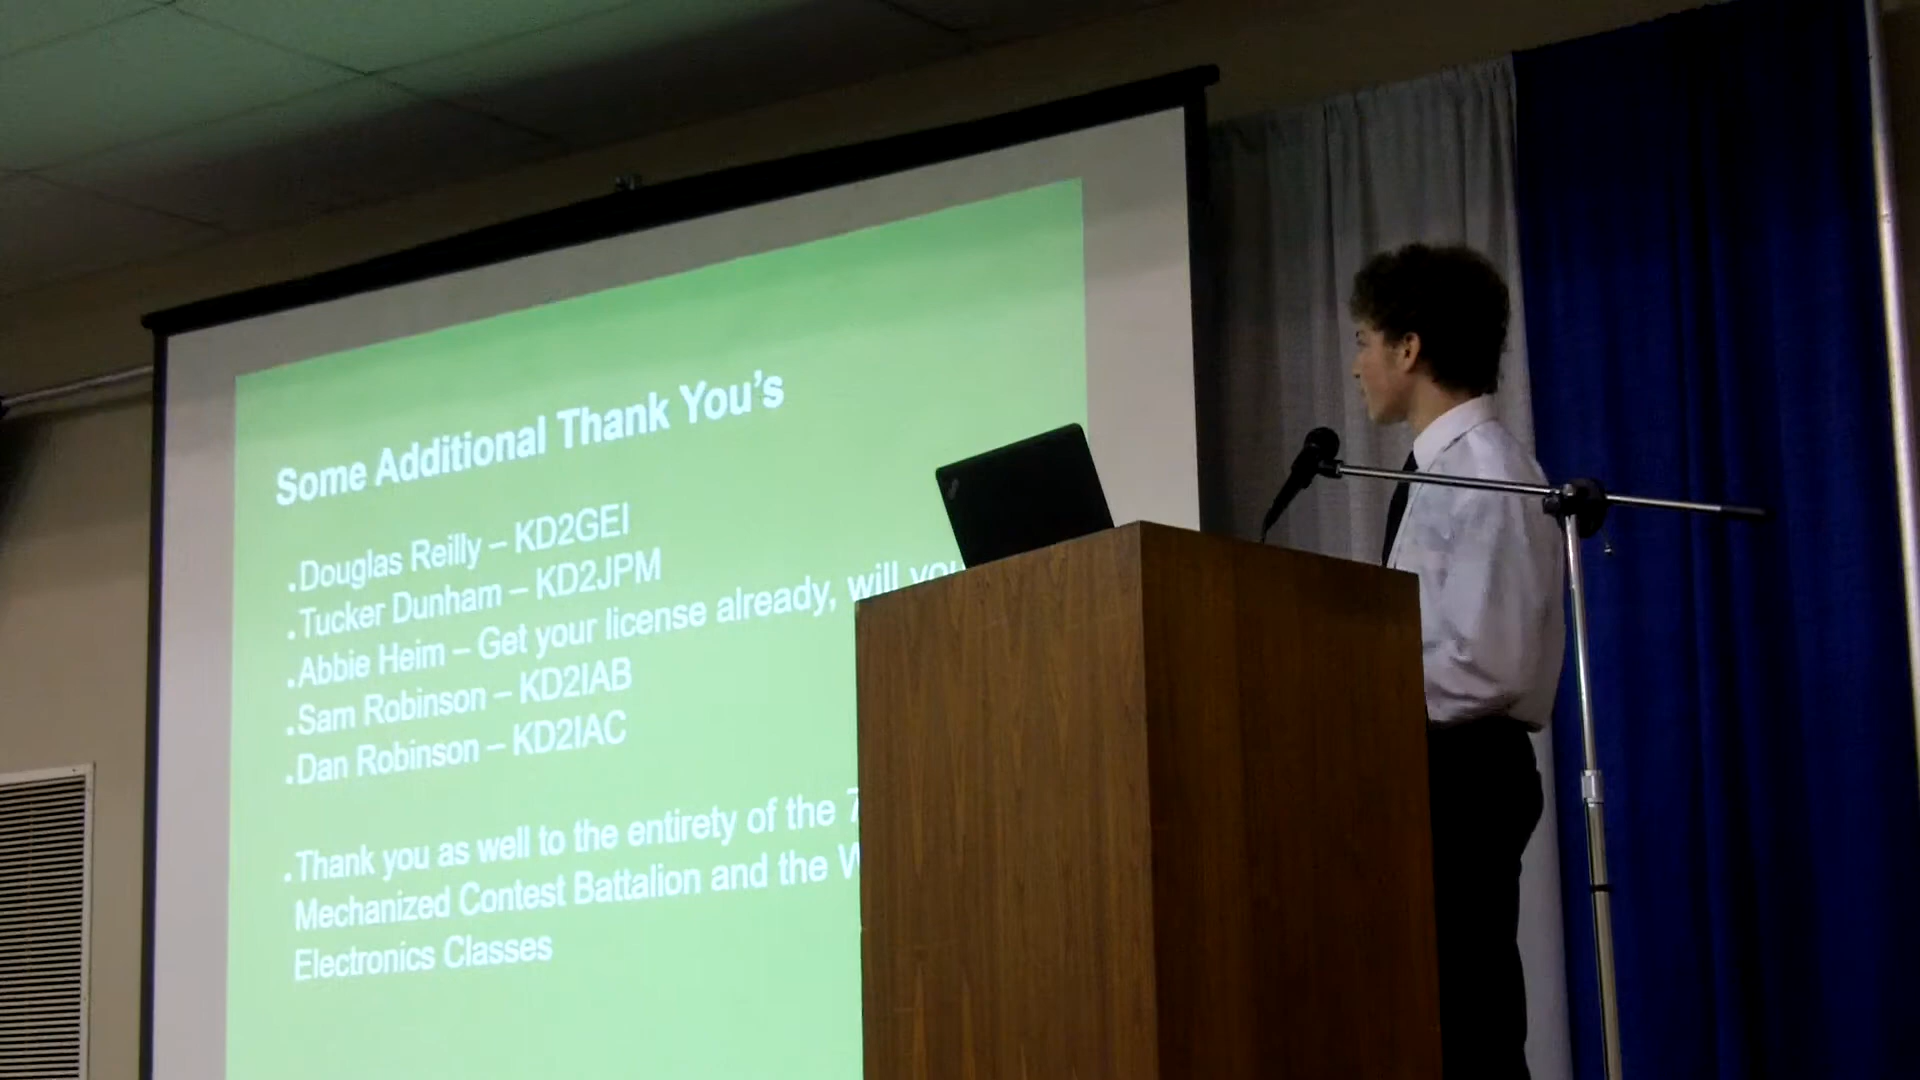 Some Additional Thank You's
.Douglas Reilly – KD2GEI
.Tucker Dunham – KD2JPM
.Abbie Heim – Get your license already, will you
.Sam Robinson – KD2IAB
.Dan Robinson – KD2IAC
.Thank you as well to the entirety of the 7
Mechanized Contest Battalion and the
Electronics Classes